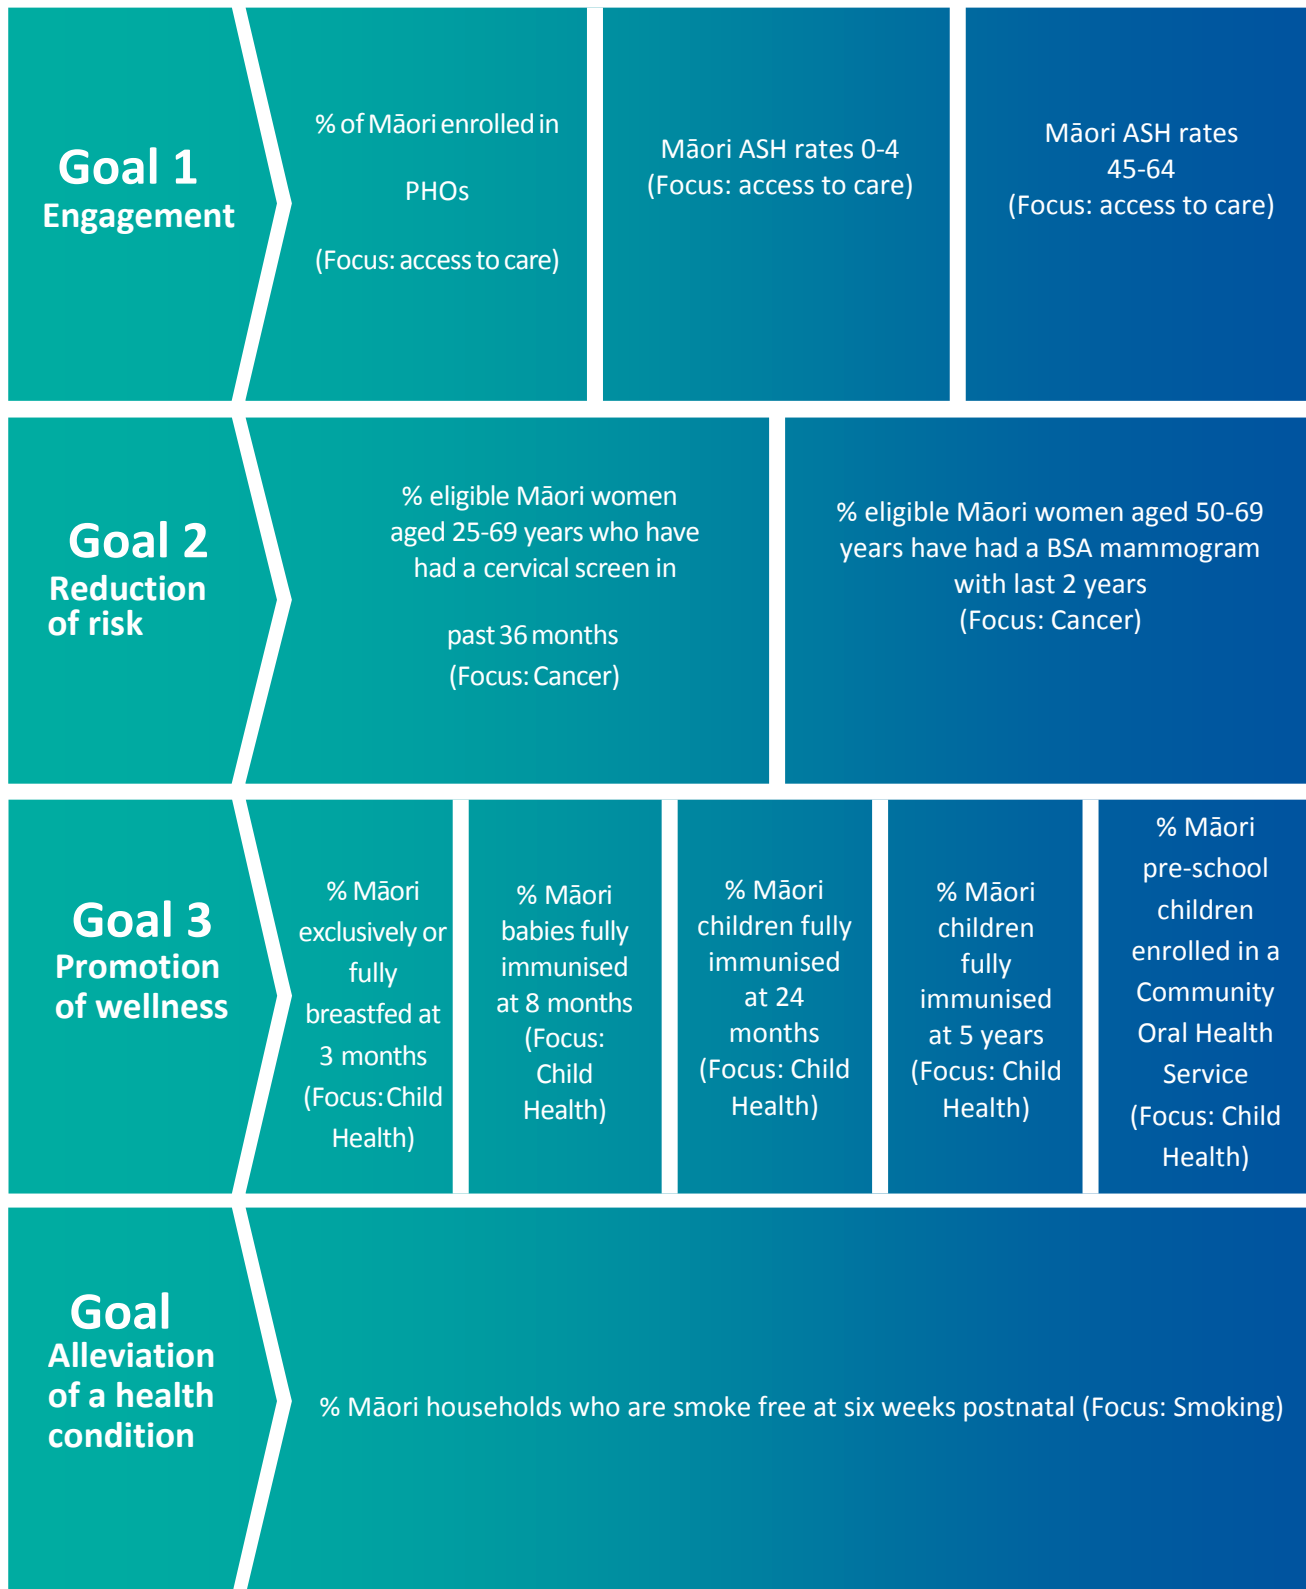 Goal 1
Engagement
% of Māori enrolled in
PHOs
(Focus: access to care)
Māori ASH rates 0-4
(Focus: access to care)
Māori ASH rates
45-64
(Focus: access to care)
Goal 2
Reduction
of risk
% eligible Māori women
aged 25-69 years who have
had a cervical screen in
past 36 months
(Focus: Cancer)
% eligible Māori women aged 50-69
years have had a BSA mammogram
with last 2 years
(Focus: Cancer)
Goal 3
Promotion
of wellness
% Māori
exclusively or
fully
breastfed at
3 months
(Focus: Child
Health)
% Māori
babies fully
immunised
at 8 months
(Focus:
Child
Health)
% Māori
children fully
immunised
at 24
months
(Focus: Child
Health)
% Māori
children
fully
immunised
at 5 years
(Focus: Child
Health)
% Māori
pre-school
children
enrolled in a
Community
Oral Health
Service
(Focus: Child
Health)
Goal
Alleviation
of a health
condition
% Māori households who are smoke free at six weeks postnatal (Focus: Smoking)